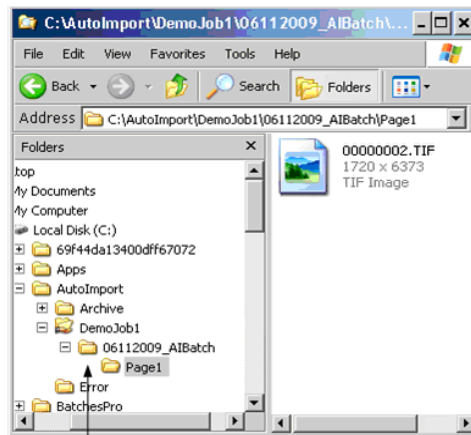 C:\AutoImport\DemoJob1\06112009_AIBatch\...
File Edit View Favorites Tools Help
Back Search Folders
Address C:\AutoImport\DemoJob1\06112009_AIBatch\Page1
Folders
top
My Documents
My Computer
Local Disk (C:)
69f44da13400dff67072
Apps
AutoImport
Archive
DemoJob1
06112009_AIBatch
Page1
Error
BatchesPro
00000002.TIF
1720 x 6373
TIF Image